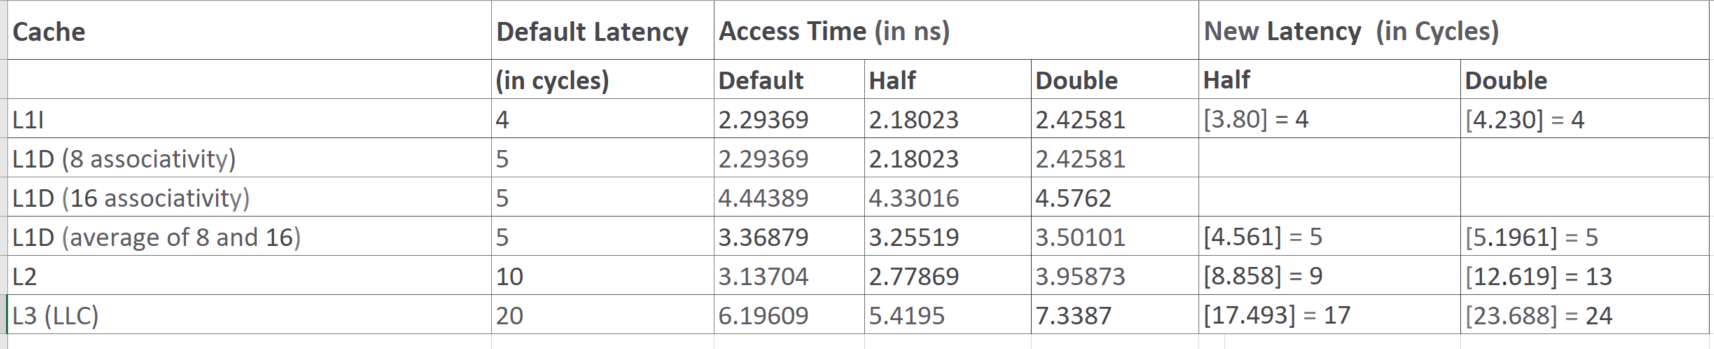 Cache Default Latency Access Time (in ns) New Latency (in Cycles)
(in cycles) Default Half Double Half Double
L1I 4 2.29369 2.18023 2.42581 [3.80] = 4 [4.230] = 4
L1D (8 associativity) 5 2.29369 2.18023 2.42581
L1D (16 associativity) 5 4.44389 4.33016 4.5762
L1D (average of 8 and 16) 5 3.36879 3.25519 3.50101 [4.561] = 5 [5.1961] = 5
L2 10 3.13704 2.77869 3.95873 [8.858] = 9 [12.619] = 13
L3 (LLC) 20 6.19609 5.4195 7.3387 [17.493] = 17 [23.688] = 24